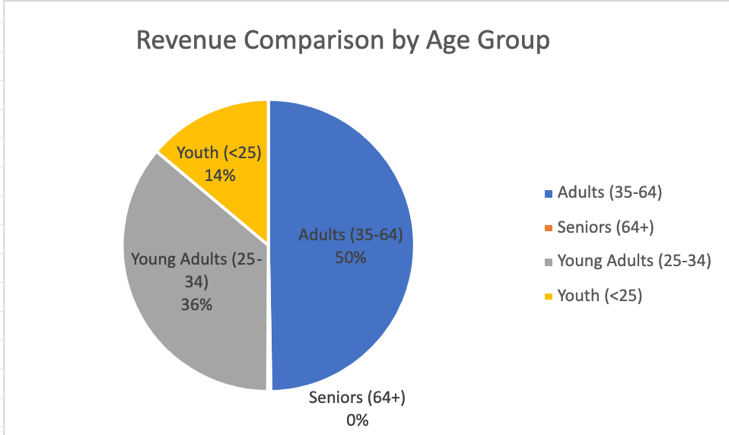 Revenue Comparison by Age Group
Youth (<25)
14%
Adults (35-64)
50%
Young Adults (25-
34)
36%
Seniors (64+)
0%
Adults (35-64)
Seniors (64+)
Young Adults (25-34)
Youth (<25)